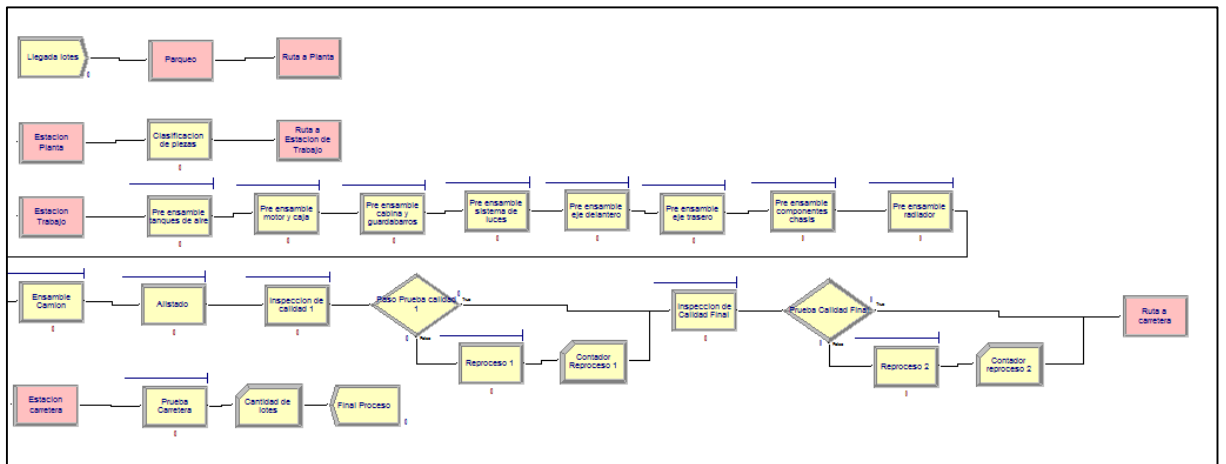 Llegada lotes
Parqueo
Ruta a Planta
Estacion
Planta
Clasificacion
de piezas
Ruta a
Estacion de
Trabajo
Estacion
Trabajo
Pre ensamble
tanques de aire
Pre ensamble
motor y caja
Pre ensamble
cabina y
guardabarros
Pre ensamble
sistema de
luces
Pre ensamble
eje delantero
Pre ensamble
eje trasero
Pre ensamble
componentes
chasis
Pre ensamble
radiador
Ensamble
Camion
Alistado
Inspeccion de
calidad 1
Paso Prueba calidad
1
True
False
Reproceso 1
Contador
Reproceso 1
Inspeccion de
Calidad Final
Prueba Calidad Final
True
False
Reproceso 2
Contador
reproceso 2
Ruta a
carretera
Estacion
carretera
Prueba
Carretera
Cantidad de
lotes
Final Proceso